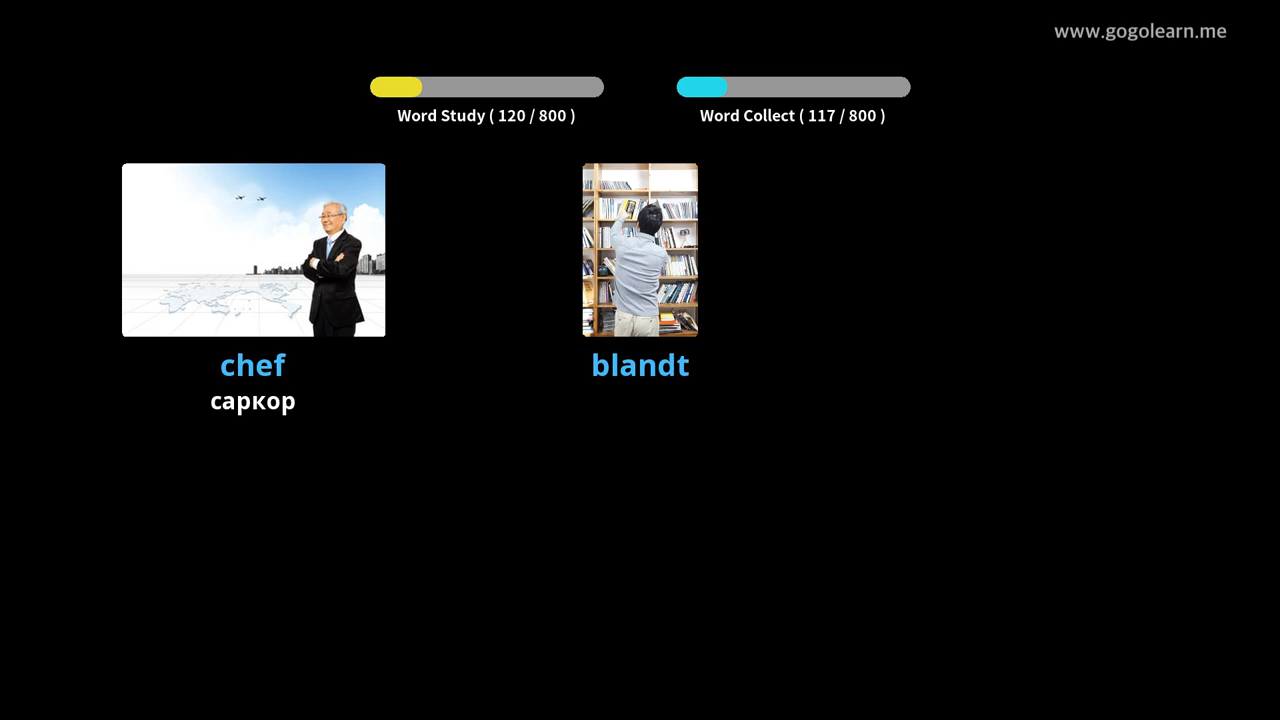 www.gogolearn.me
Word Study ( 120 / 800 )
Word Collect ( 117 / 800 )
chef
саркор
blandt